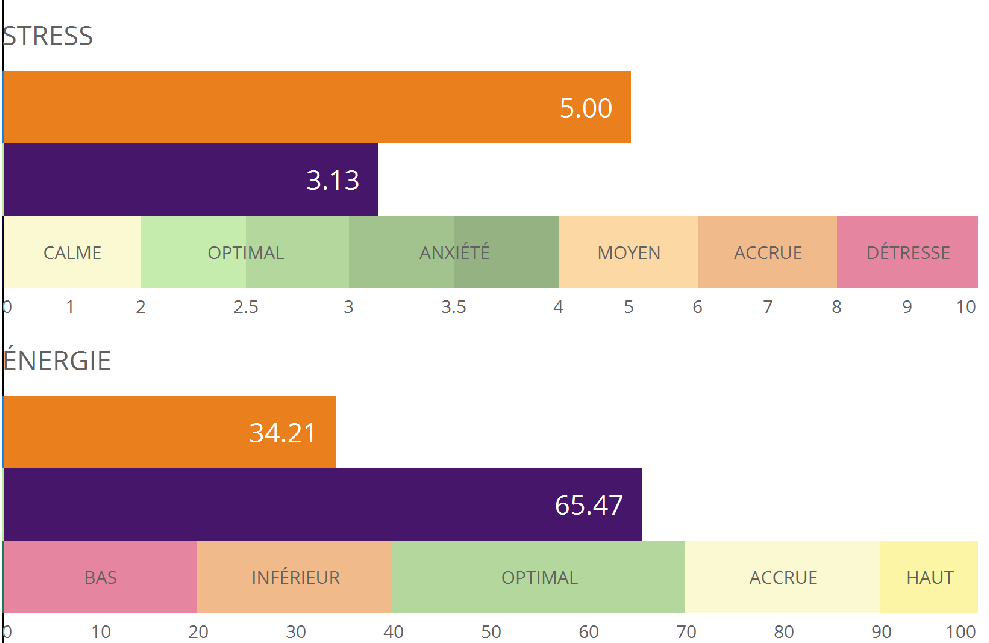 STRESS
5.00
3.13
CALME OPTIMAL ANXIÉTÉ MOYEN ACCRUE DÉTRESSE
0 1 2 2.5 3 3.5 4 5 6 7 8 9 10
ÉNERGIE
34.21
65.47
BAS INFÉRIEUR OPTIMAL ACCRUE HAUT
0 10 20 30 40 50 60 70 80 90 100